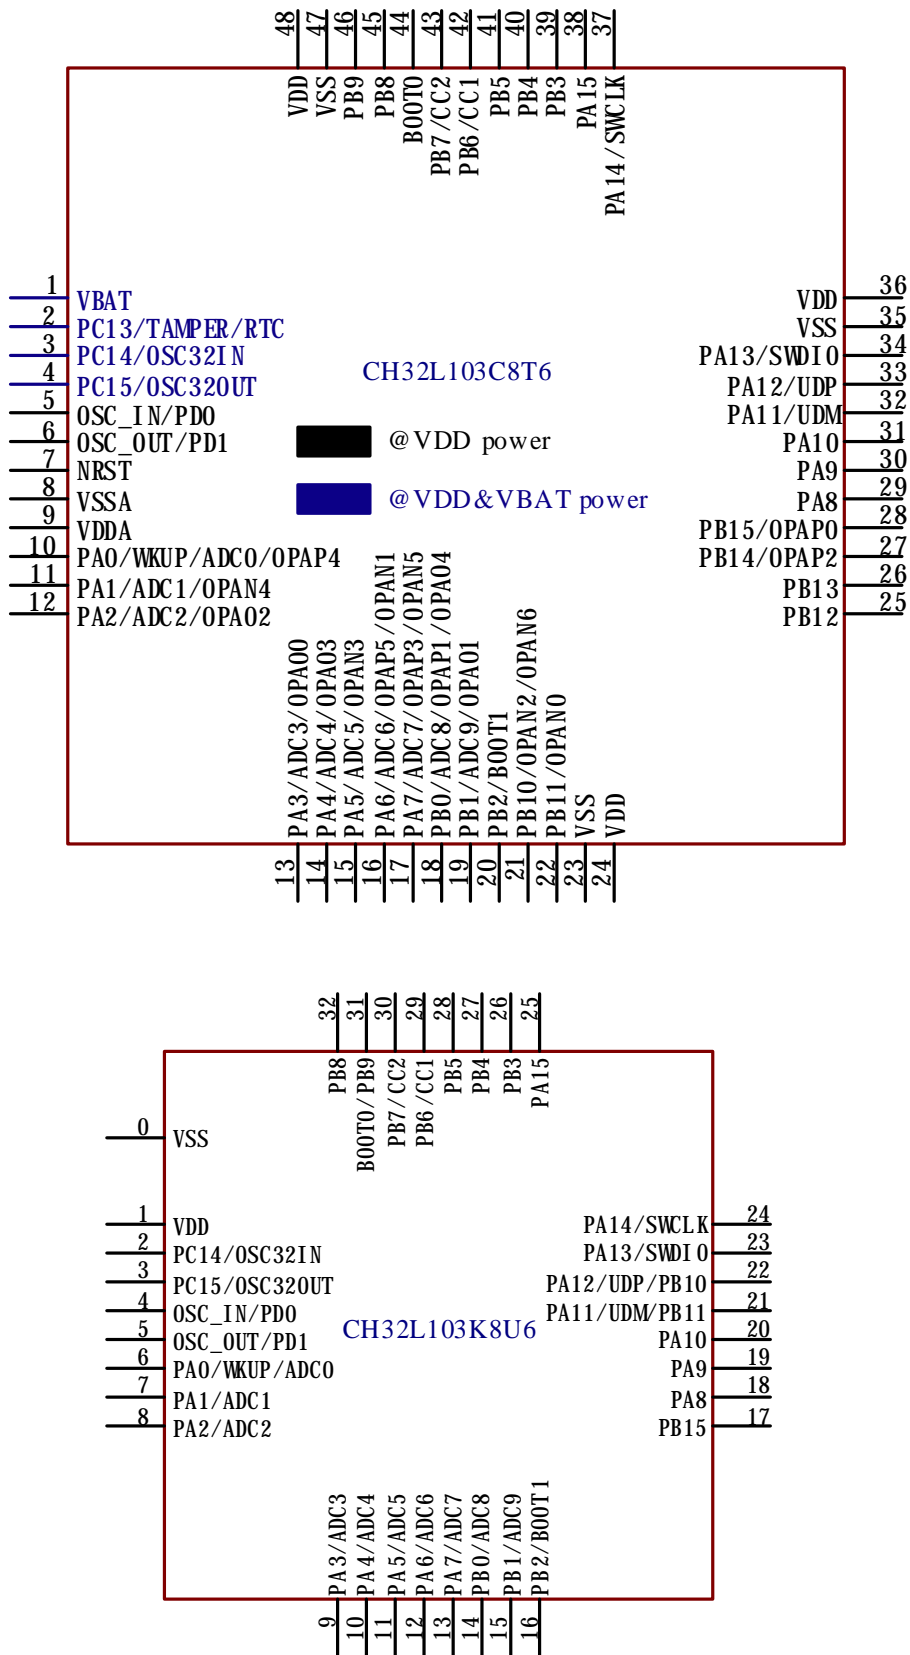 48 47 46 45 44 43 42 41 40 39 38 37
VDD
VSS
PB9
PB8
BOOT0
PB7/CC2
PB6/CC1
PB5
PB4
PB3
PA15
PA14/SWCLK
1 VBAT
2 PC13/TAMPER/RTC
3 PC14/OSC32IN
4 PC15/OSC32OUT
5 OSC_IN/PD0
6 OSC_OUT/PD1
7 NRST
8 VSSA
9 VDDA
10 PA0/WKUP/ADC0/OPAP4
11 PA1/ADC1/OPAN4
12 PA2/ADC2/OPAO2
CH32L103C8T6
@VDD power
@VDD&VBAT power
VDD 36
VSS 35
PA13/SWDIO 34
PA12/UDP 33
PA11/UDM 32
PA10 31
PA9 30
PA8 29
PB15/OPAP0 28
PB14/OPAP2 27
PB13 26
PB12 25
PA3/ADC3/OPAO0
PA4/ADC4/OPAO3
PA5/ADC5/OPAN3
PA6/ADC6/OPAP5/OPAN1
PA7/ADC7/OPAP3/OPAN5
PB0/ADC8/OPAP1/OPAO4
PB1/ADC9/OPAO1
PB2/BOOT1
PB10/OPAN2/OPAN6
PB11/OPAN0
VSS
VDD
13 14 15 16 17 18 19 20 21 22 23 24
32 31 30 29 28 27 26 25
PB8
BOOT0/PB9
PB7/CC2
PB6/CC1
PB5
PB4
PB3
PA15
0 VSS
1 VDD
2 PC14/OSC32IN
3 PC15/OSC32OUT
4 OSC_IN/PD0
5 OSC_OUT/PD1
6 PA0/WKUP/ADC0
7 PA1/ADC1
8 PA2/ADC2
CH32L103K8U6
PA14/SWCLK 24
PA13/SWDIO 23
PA12/UDP/PB10 22
PA11/UDM/PB11 21
PA10 20
PA9 19
PA8 18
PB15 17
PA3/ADC3
PA4/ADC4
PA5/ADC5
PA6/ADC6
PA7/ADC7
PB0/ADC8
PB1/ADC9
PB2/BOOT1
9 10 11 12 13 14 15 16